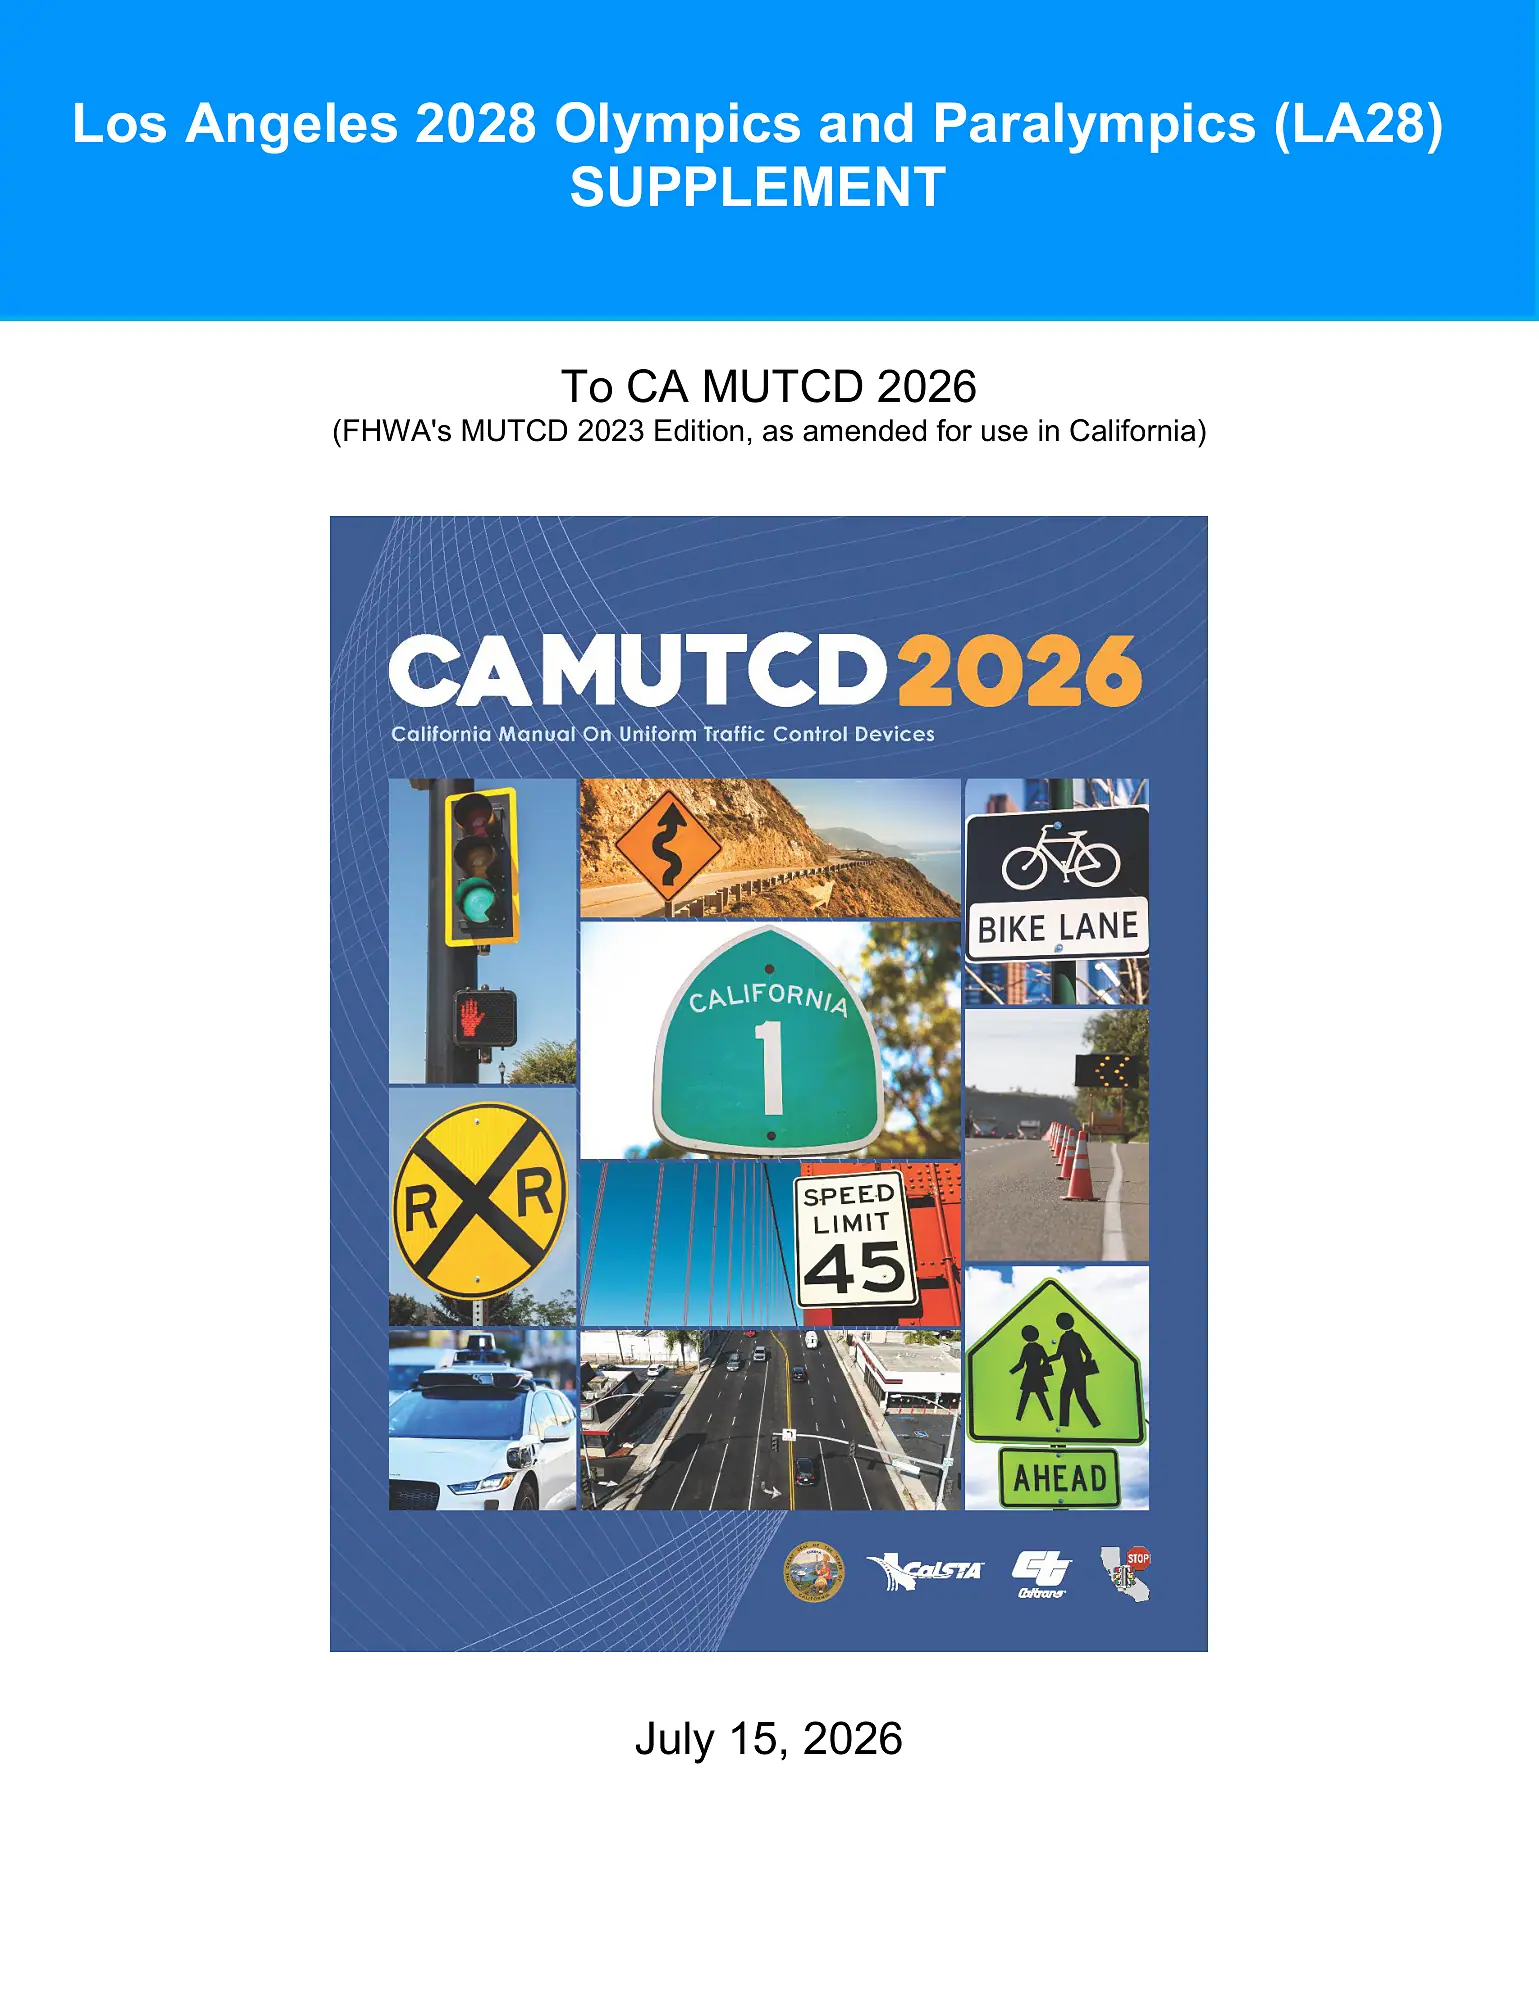 Los Angeles 2028 Olympics and Paralympics (LA28)
SUPPLEMENT
To CA MUTCD 2026
(FHWA's MUTCD 2023 Edition, as amended for use in California)
CAMUTCD2026
California Manual On Uniform Traffic Control Devices
BIKE LANE
CALIFORNIA
1
R R
SPEED
LIMIT
45
AHEAD
CalSTA
Caltrans
STOP
July 15, 2026